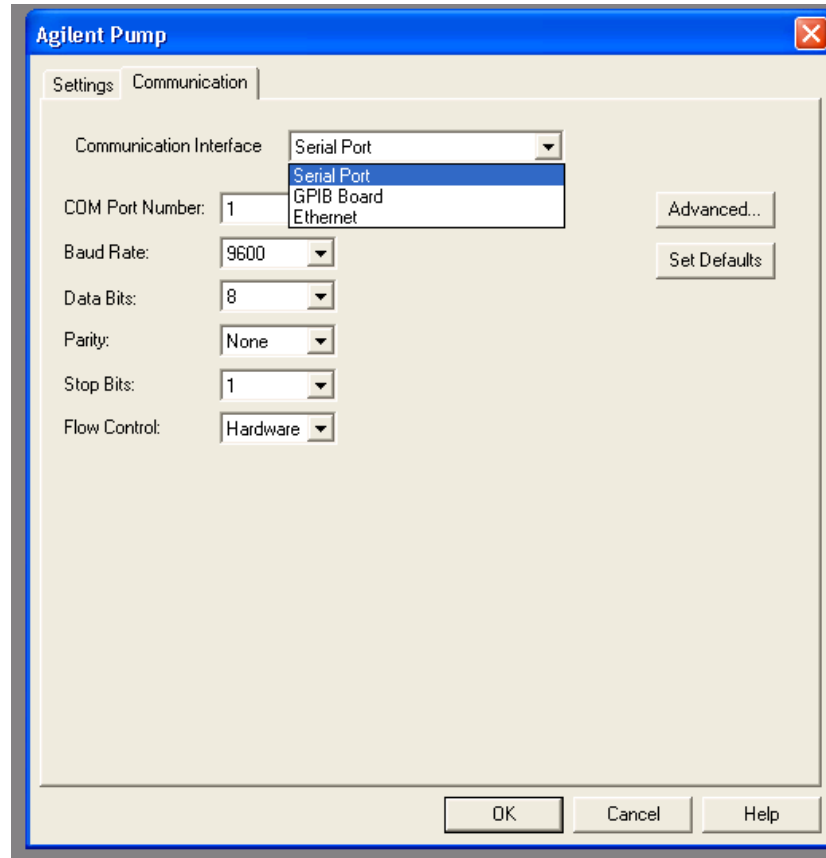 Agilent Pump
Settings Communication
Communication Interface Serial Port
Serial Port
GPIB Board
Ethernet
COM Port Number: 1
Advanced...
Baud Rate: 9600
Set Defaults
Data Bits: 8
Parity: None
Stop Bits: 1
Flow Control: Hardware
OK Cancel Help